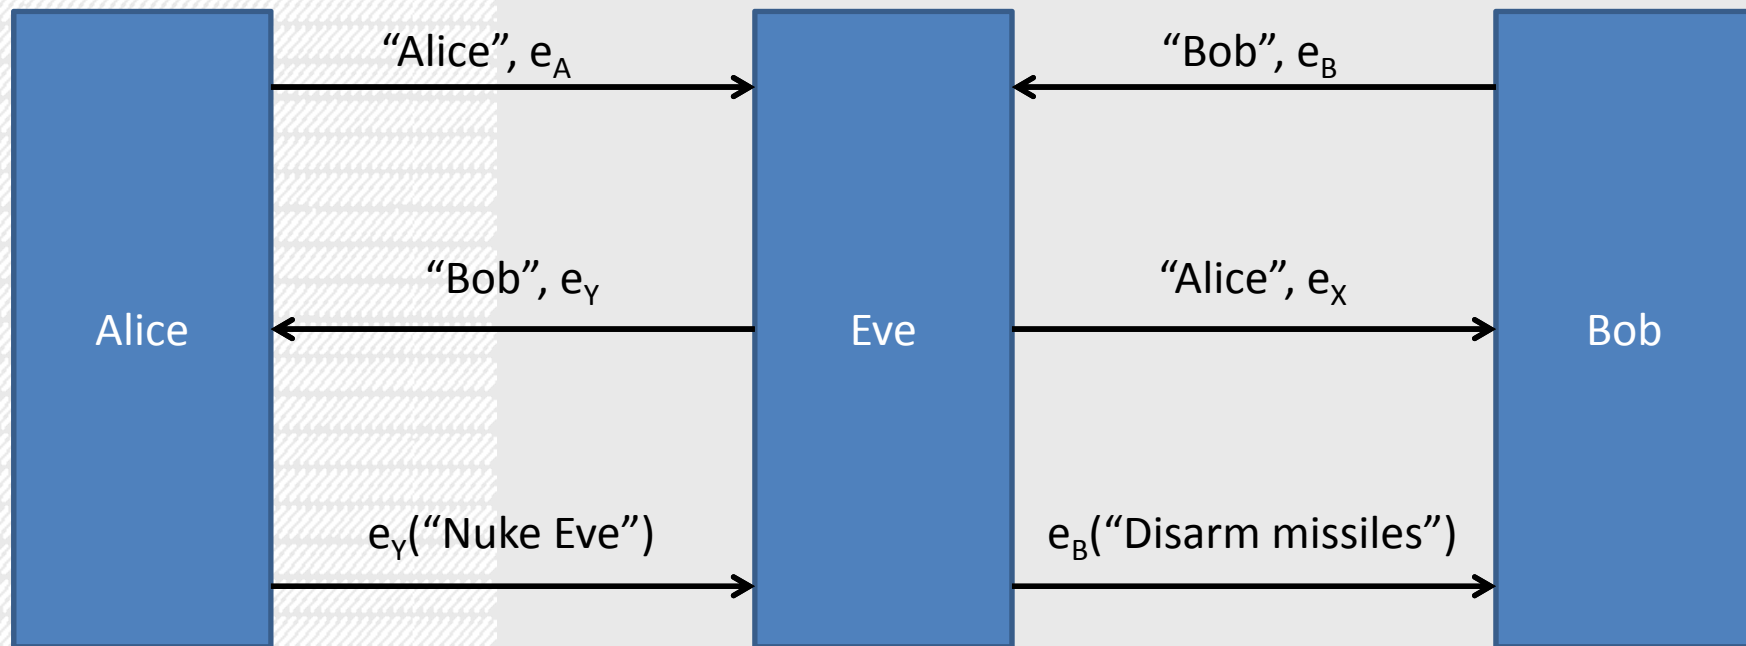 “Alice”, eA
“Bob”, eB
“Bob”, eY
“Alice”, eX
Alice
Eve
Bob
eY(“Nuke Eve”)
eB(“Disarm missiles”)